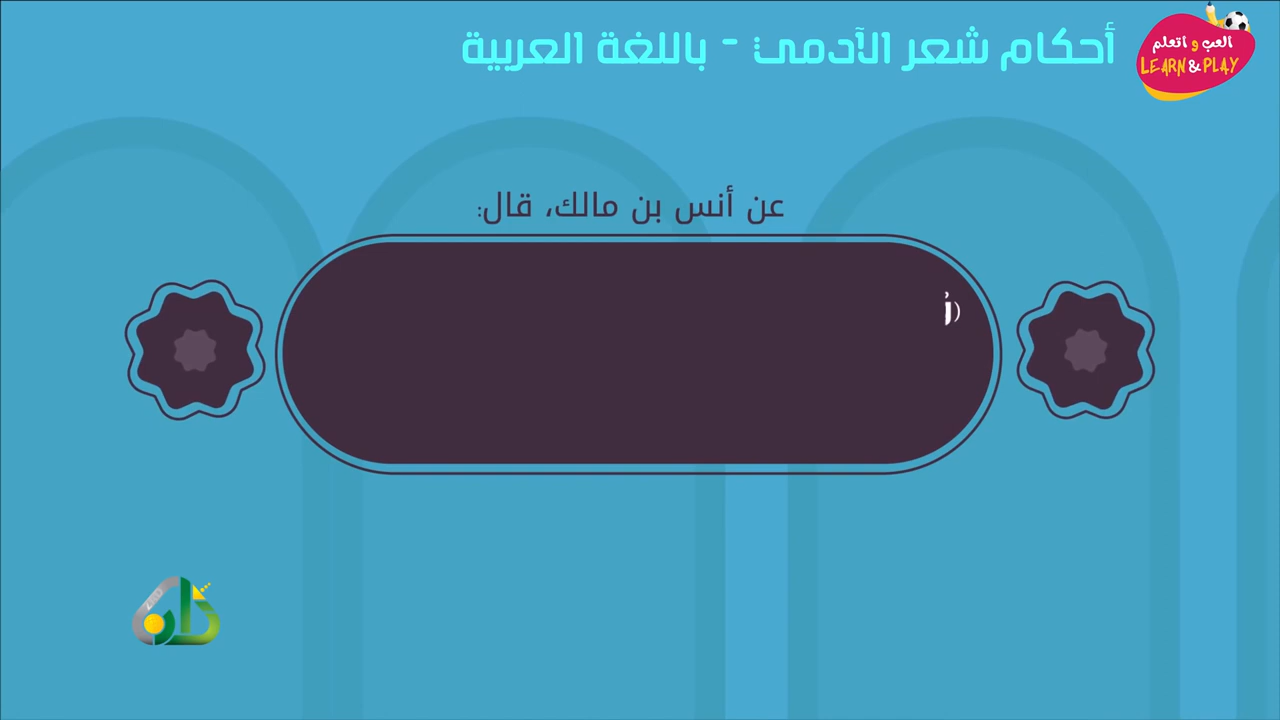 أحكام شعر الآدمي - باللغة العربية
العب و اتعلم
LEARN & PLAY
عن أنس بن مالك، قال: